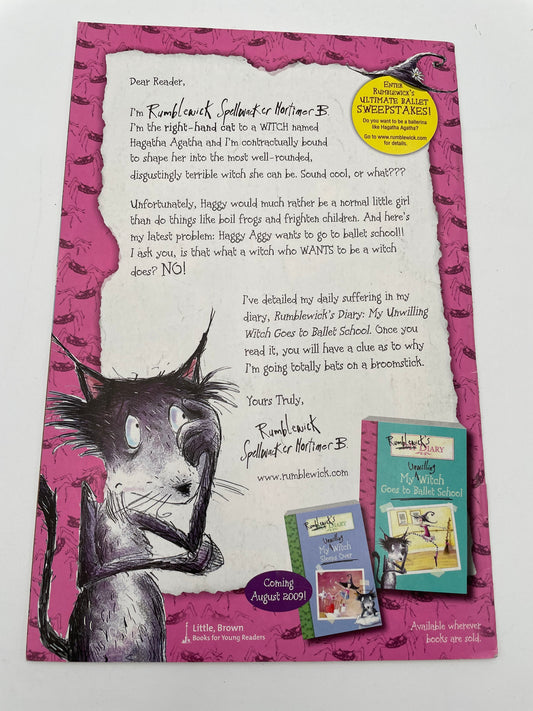 Dear Reader,
I'm Rumblewick Spellwacker Mortimer B.
I'm the right-hand cat to a WITCH named
Hagatha Agatha and I'm contractually bound
to shape her into the most well-rounded,
disgustingly terrible witch she can be. Sound cool, or what???
ENTER
RUMBLEWICK'S
ULTIMATE BALLET
SWEEPSTAKES!
Do you want to be a ballerina
like Hagatha Agatha?
Go to www.rumblewick.com
for details.
Unfortunately, Haggy would much rather be a normal little girl
than do things like boil frogs and frighten children. And here's
my latest problem: Haggy Aggy wants to go to ballet school!!
I ask you, is that what a witch who WANTS to be a witch
does? NO!
I've detailed my daily suffering in my
diary, Rumblewick's Diary: My Unwilling
Witch Goes to Ballet School. Once you
read it, you will have a clue as to why
I'm going totally bats on a broomstick.
Yours Truly,
Rumblewick
Spellwacker Mortimer B.
www.rumblewick.com
Rumblewick's
DIARY
Unwilling
My Witch
Goes to Ballet School
Rumblewick's
DIARY
Unwilling
My Witch
Sleeps Over
Coming
August 2009!
Little, Brown
Books for Young Readers
Available wherever
books are sold.